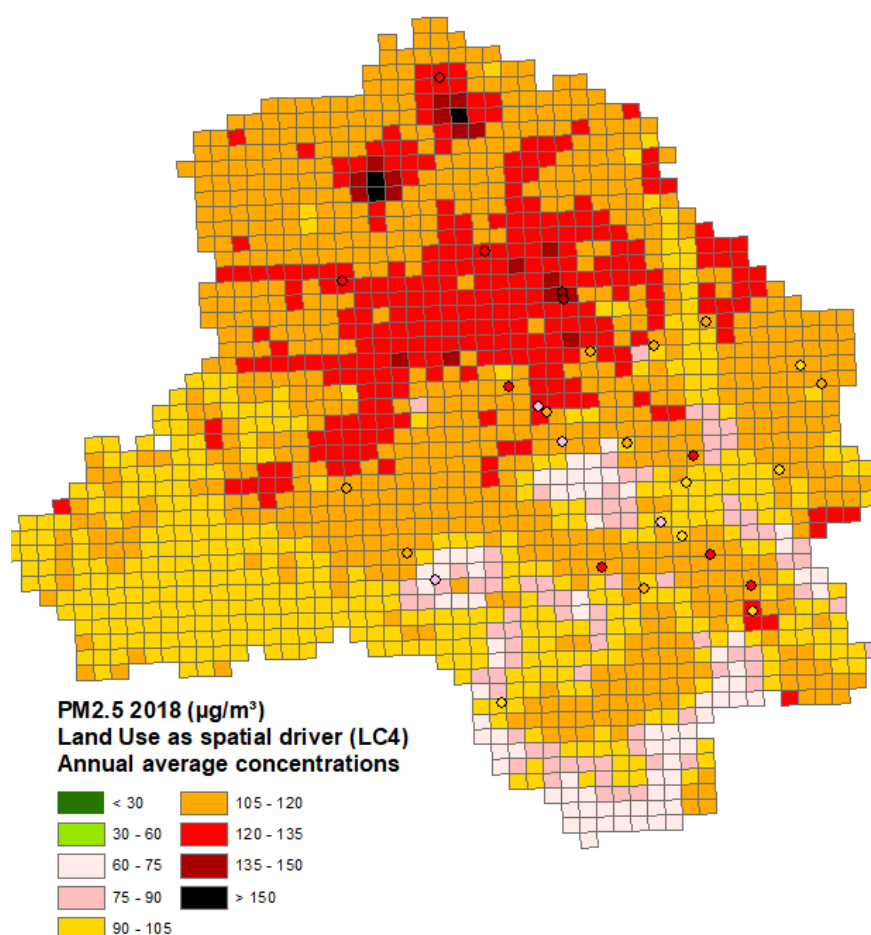 PM2.5 2018 (µg/m³)
Land Use as spatial driver (LC4)
Annual average concentrations
< 30
105 - 120
30 - 60
120 - 135
60 - 75
135 - 150
75 - 90
> 150
90 - 105